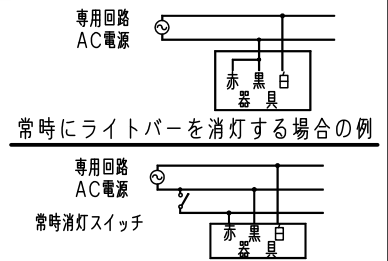 専用回路
AC電源
赤 黒 白
器 具
常時にライトバーを消灯する場合の例
専用回路
AC電源
常時消灯スイッチ
赤 黒 白
器 具